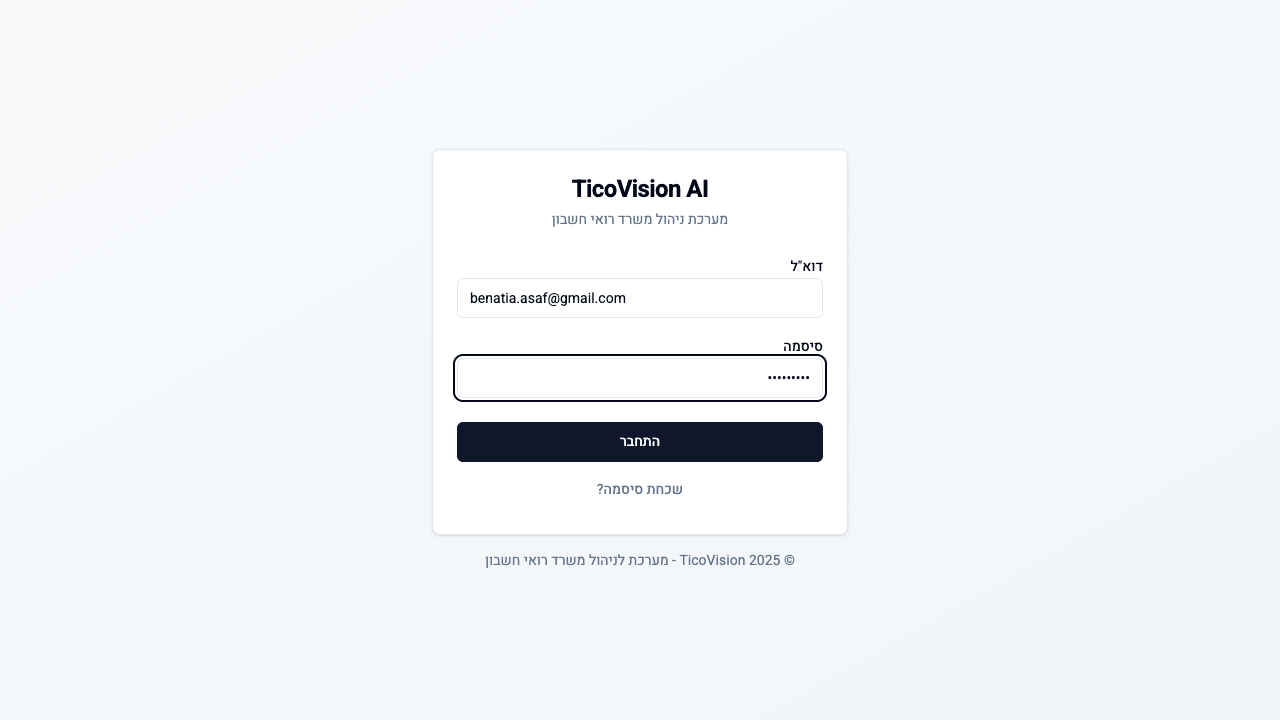 TicoVision AI
מערכת ניהול משרד רואי חשבון
דוא"ל
benatia.asaf@gmail.com
סיסמה
•••••••••
התחבר
שכחת סיסמה?
© 2025 TicoVision - מערכת לניהול משרד רואי חשבון